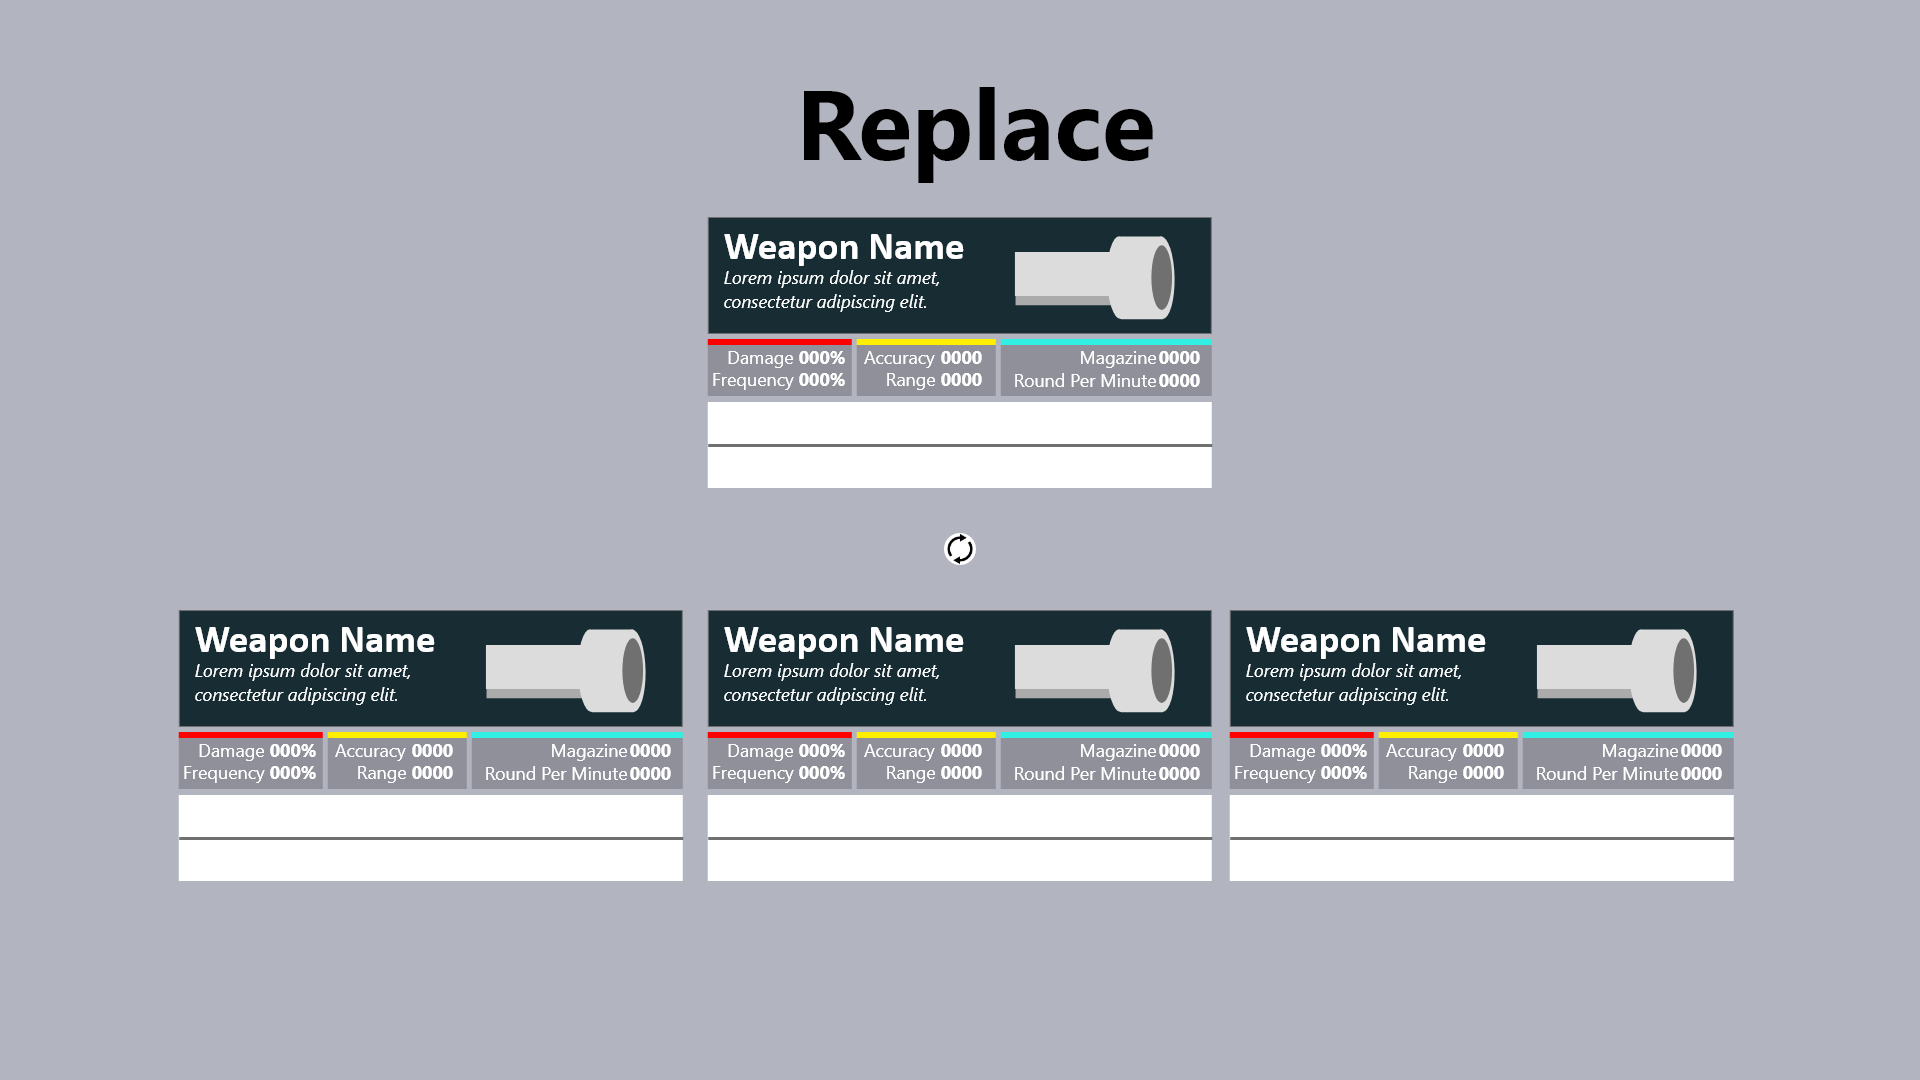 Replace
Weapon Name
Lorem ipsum dolor sit amet,
consectetur adipiscing elit.
Damage 000%
Frequency 000%
Accuracy 0000
Range 0000
Magazine 0000
Round Per Minute 0000
Weapon Name
Lorem ipsum dolor sit amet,
consectetur adipiscing elit.
Damage 000%
Frequency 000%
Accuracy 0000
Range 0000
Magazine 0000
Round Per Minute 0000
Weapon Name
Lorem ipsum dolor sit amet,
consectetur adipiscing elit.
Damage 000%
Frequency 000%
Accuracy 0000
Range 0000
Magazine 0000
Round Per Minute 0000
Weapon Name
Lorem ipsum dolor sit amet,
consectetur adipiscing elit.
Damage 000%
Frequency 000%
Accuracy 0000
Range 0000
Magazine 0000
Round Per Minute 0000